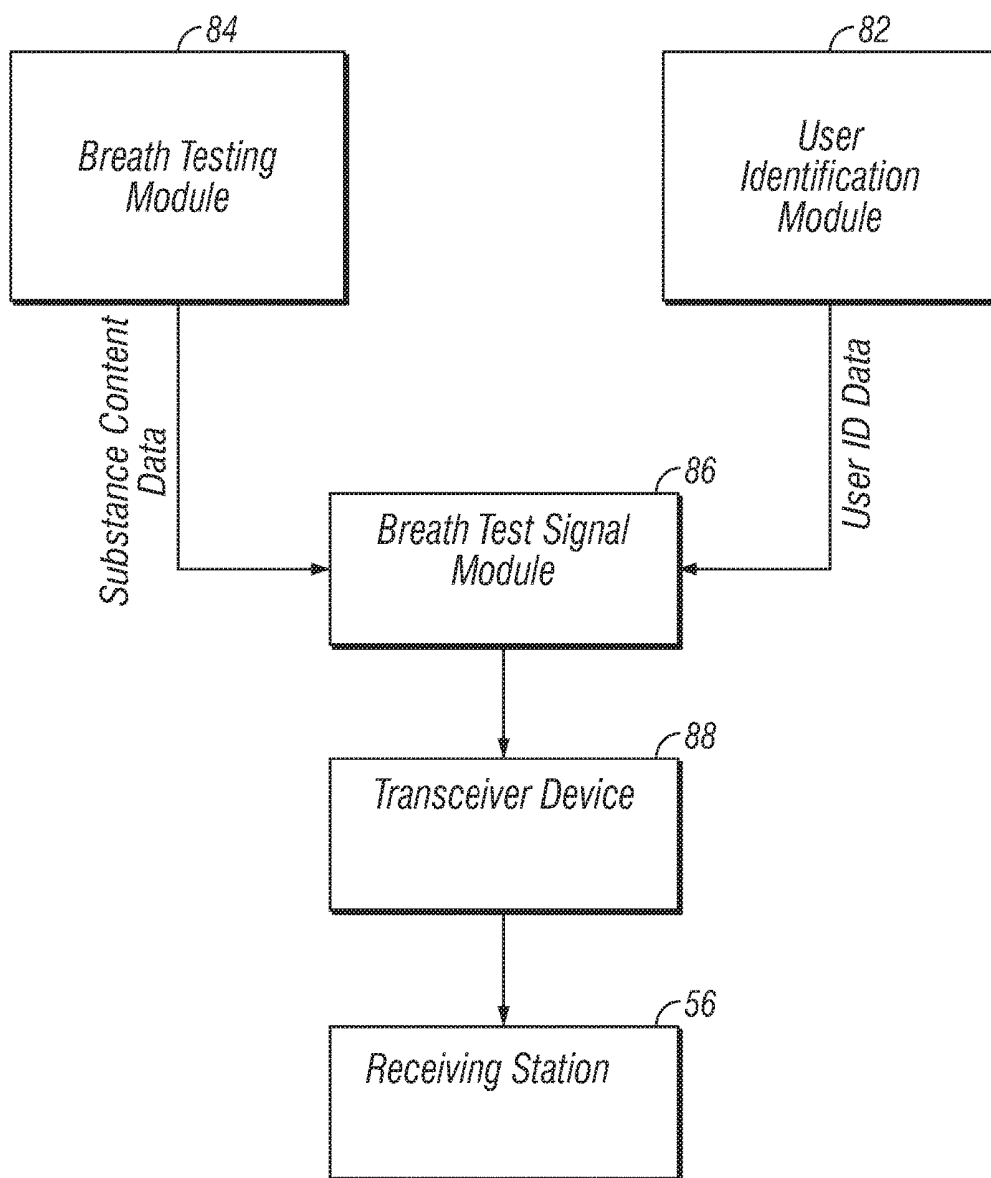 84
Breath Testing
Module
82
User
Identification
Module
Substance Content
Data
User ID Data
86
Breath Test Signal
Module
88
Transceiver Device
56
Receiving Station